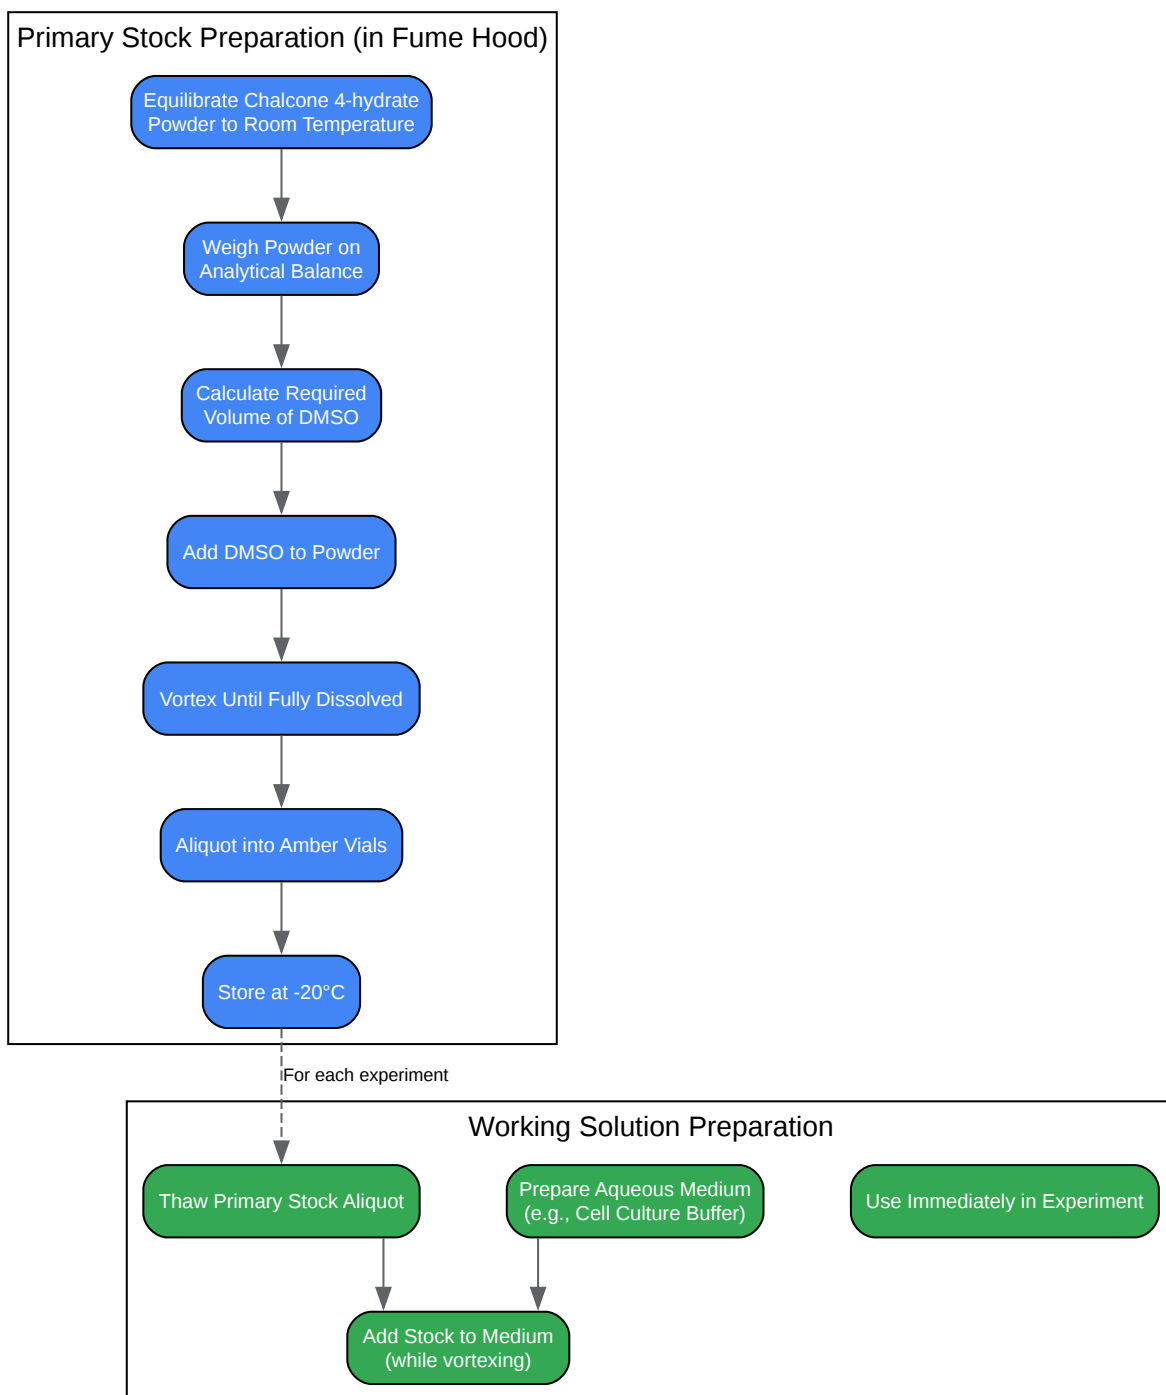 Primary Stock Preparation (in Fume Hood)
Equilibrate Chalcone 4-hydrate
Powder to Room Temperature
Weigh Powder on
Analytical Balance
Calculate Required
Volume of DMSO
Add DMSO to Powder
Vortex Until Fully Dissolved
Aliquot into Amber Vials
Store at -20°C
For each experiment
Working Solution Preparation
Thaw Primary Stock Aliquot
Prepare Aqueous Medium
(e.g., Cell Culture Buffer)
Use Immediately in Experiment
Add Stock to Medium
(while vortexing)